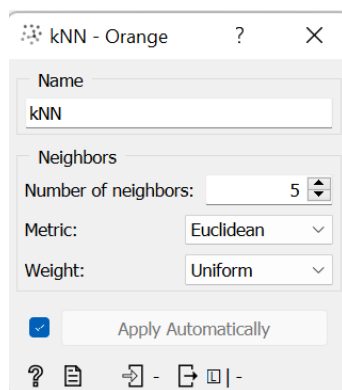 kNN - Orange ?
Name
kNN
Neighbors
Number of neighbors: 5
Metric: Euclidean
Weight: Uniform
Apply Automatically
? - L | -